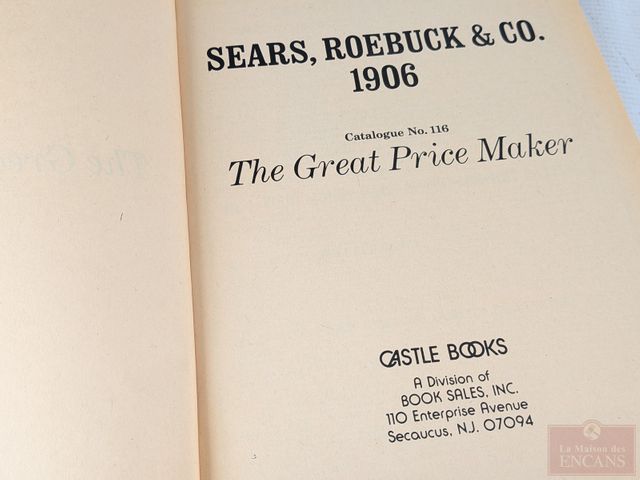 SEARS, ROEBUCK & CO.
1906
Catalogue No. 116
The Great Price Maker
CASTLE BOOKS
A Division of
BOOK SALES, INC.
110 Enterprise Avenue
Secaucus, N.J. 07094
La Maison des
ENCANS